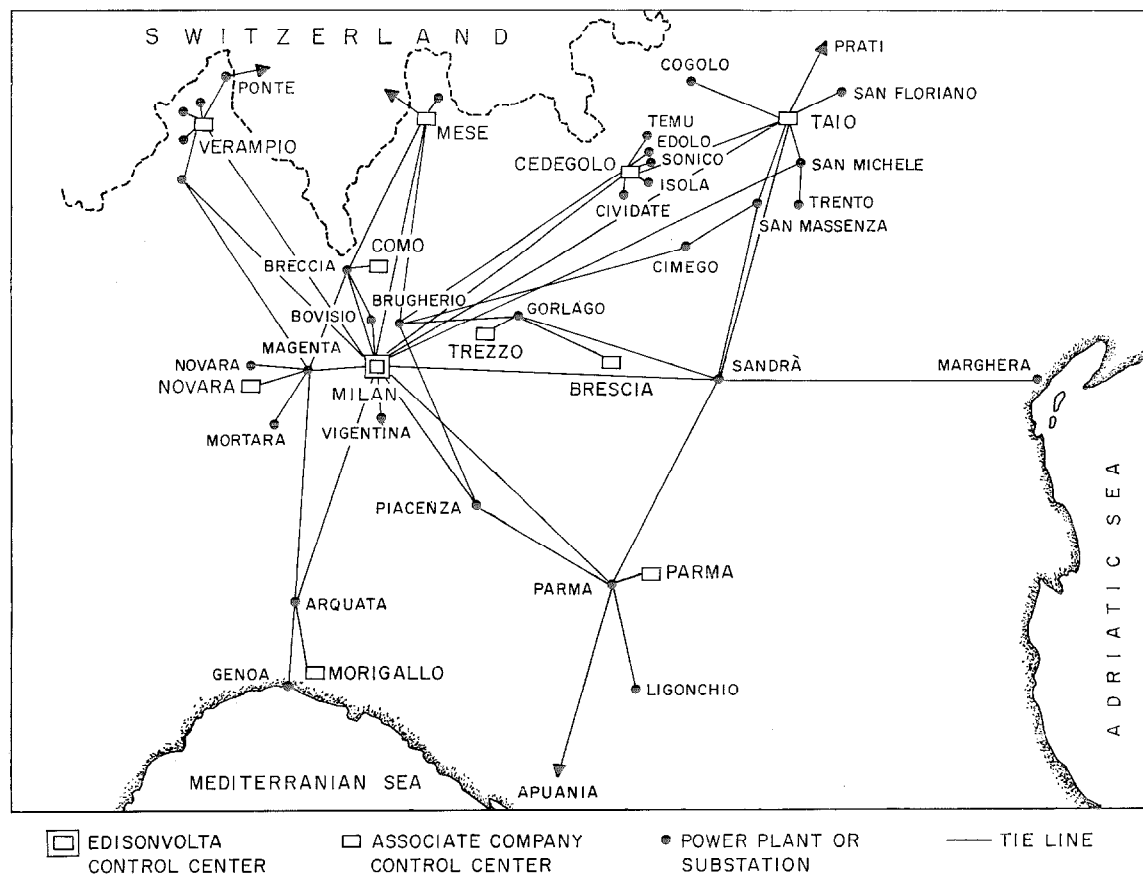 SWITZERLAND
PRATI
COGOLO
PONTE
SAN FLORIANO
TEMU
TAIO
MESE
EDOLO
VERAMPIO
CEDEGOLO
SONICO
SAN MICHELE
ISOLA
CIVIDATE
TRENTO
SAN MASSENZA
COMO
BRECCIA
CIMEGO
BRUGHERIO
GORLAGO
BOVISIO
MAGENTA
TREZZO
NOVARA
SANDRÀ
MARGHERA
BRESCIA
NOVARA
MILAN
MORTARA
VIGENTINA
PIACENZA
ADRIATIC SEA
PARMA
PARMA
ARQUATA
GENOA
MORIGALLO
LIGONCHIO
MEDITERRANIAN SEA
APUANIA
EDISONVOLTA
CONTROL CENTER
ASSOCIATE COMPANY
CONTROL CENTER
POWER PLANT OR
SUBSTATION
TIE LINE